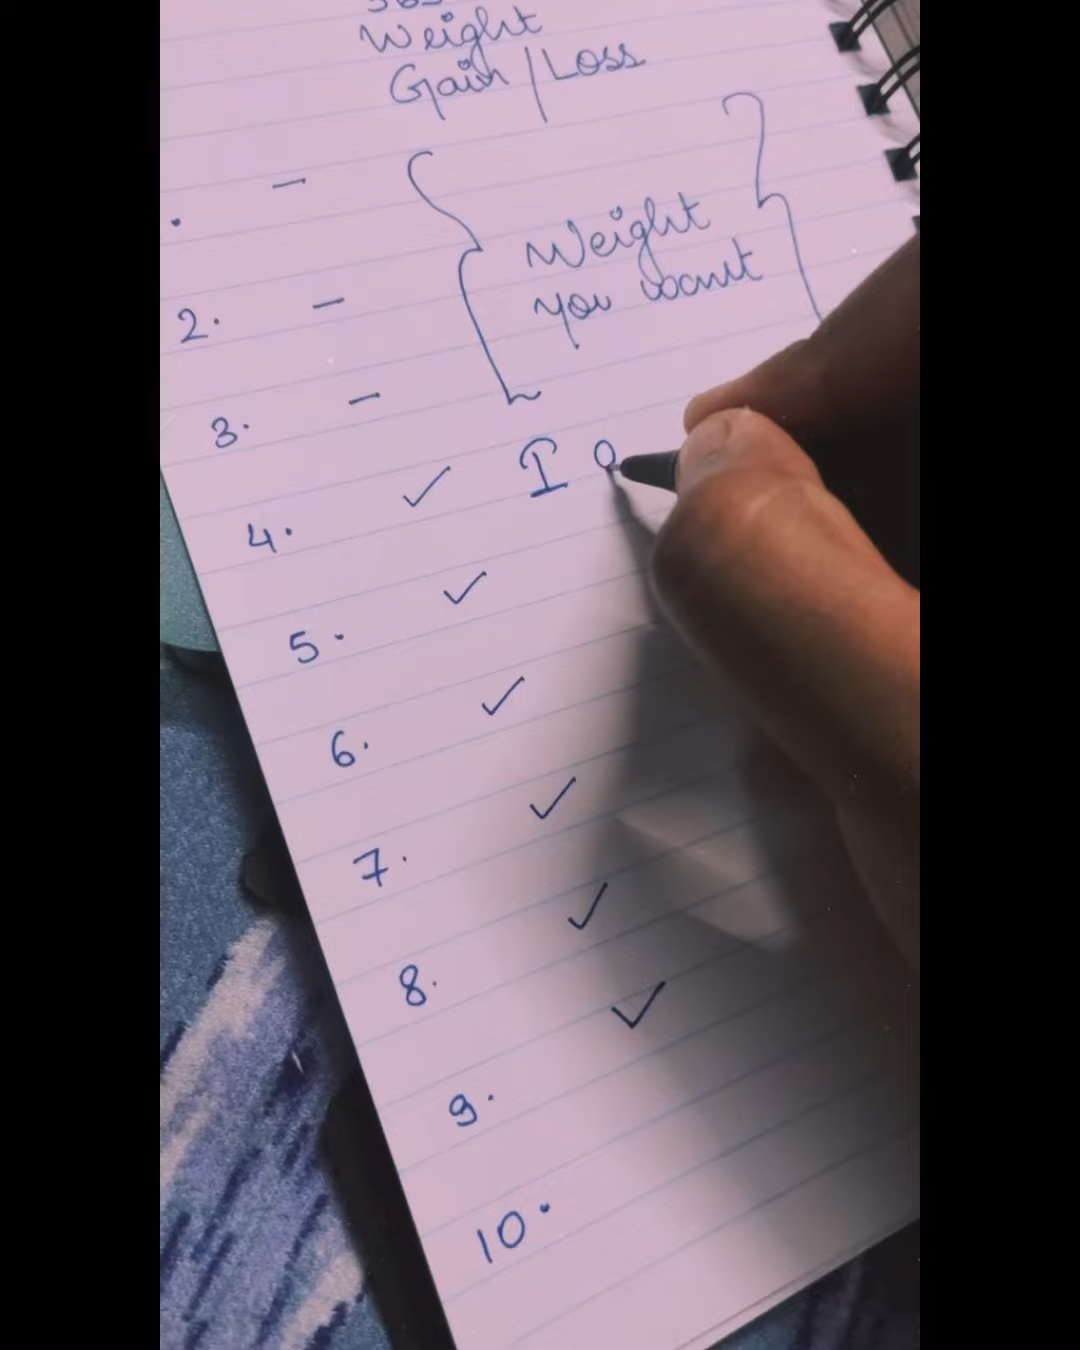 Weight
Gain/Loss
. -
2. -
3. -
{ Weight
you want }
4. ✓ I
5. ✓
6. ✓
7. ✓
8. ✓
✓
9.
10.